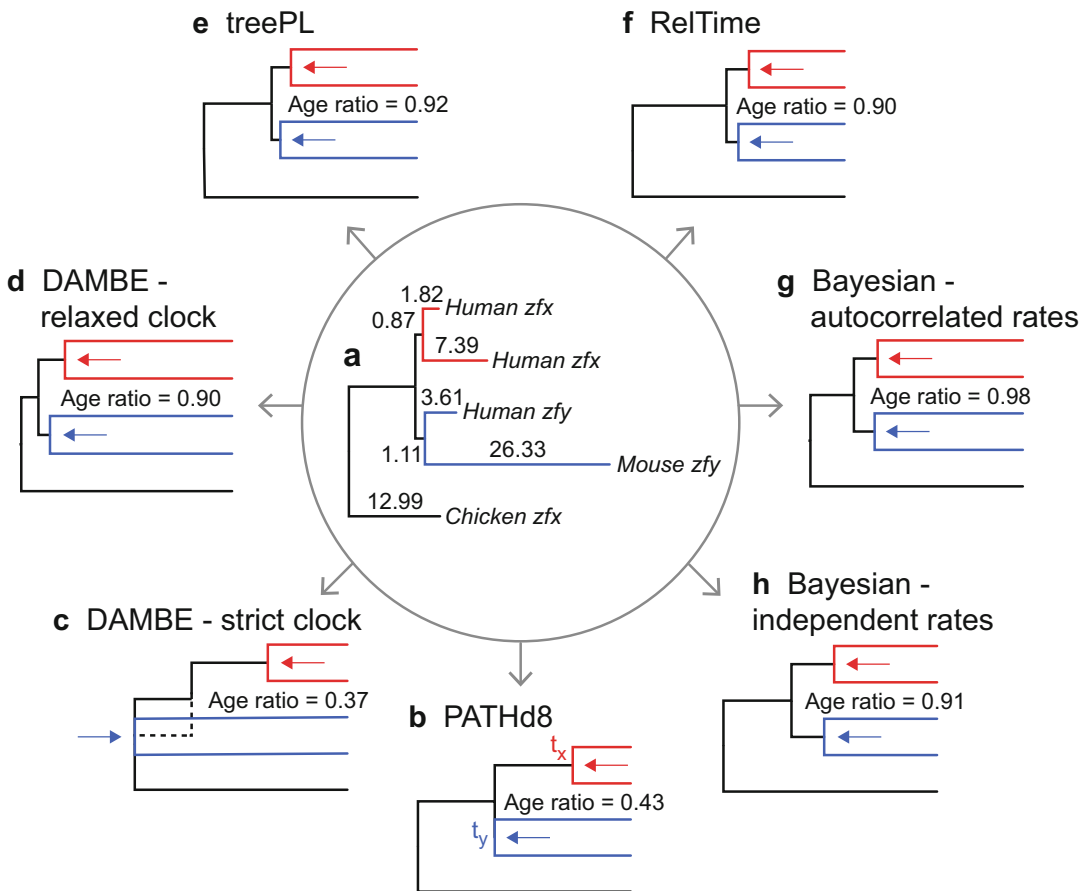 e treePL
Age ratio = 0.92
f RelTime
Age ratio = 0.90
d DAMBE -
relaxed clock
Age ratio = 0.90
a
1.82
Human zfx
0.87
7.39
Human zfx
3.61
Human zfy
1.11
26.33
Mouse zfy
12.99
Chicken zfx
g Bayesian -
autocorrelated rates
Age ratio = 0.98
c DAMBE - strict clock
Age ratio = 0.37
b PATHd8
tx
Age ratio = 0.43
ty
h Bayesian -
independent rates
Age ratio = 0.91